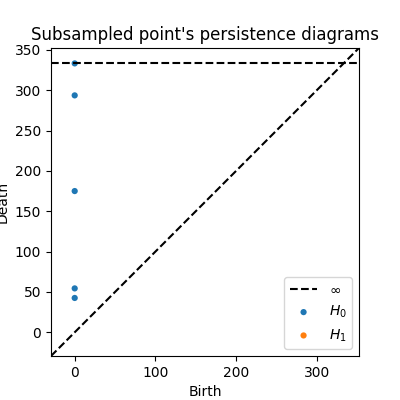 Subsampled point's persistence diagrams
350
300
250
200
150
100
50
0
Death
0 100 200 300
Birth
∞
H₀
H₁